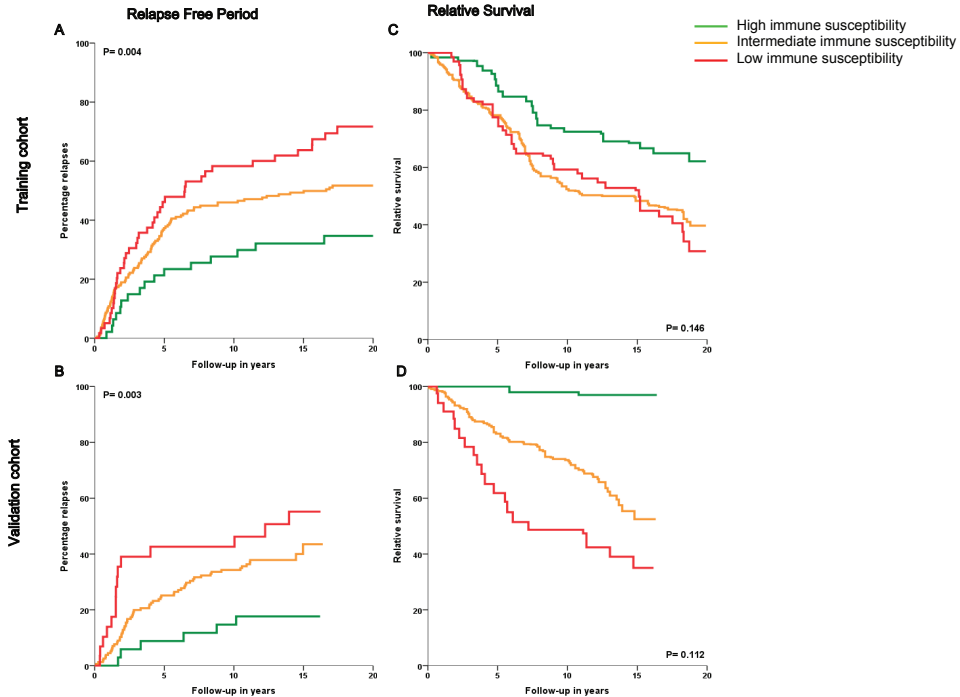 Relapse Free Period
Relative Survival
High immune susceptibility
Intermediate immune susceptibility
Low immune susceptibility
Training cohort
A
P= 0.004
100
80
60
40
20
0
Percentage relapses
0 5 10 15 20
Follow-up in years
C
100
80
60
40
20
0
Relative survival
P= 0.146
0 5 10 15 20
Follow-up in years
Validation cohort
B
P= 0.003
100
80
60
40
20
0
Percentage relapses
0 5 10 15 20
Follow-up in years
D
100
80
60
40
20
0
Relative survival
P= 0.112
0 5 10 15 20
Follow-up in years